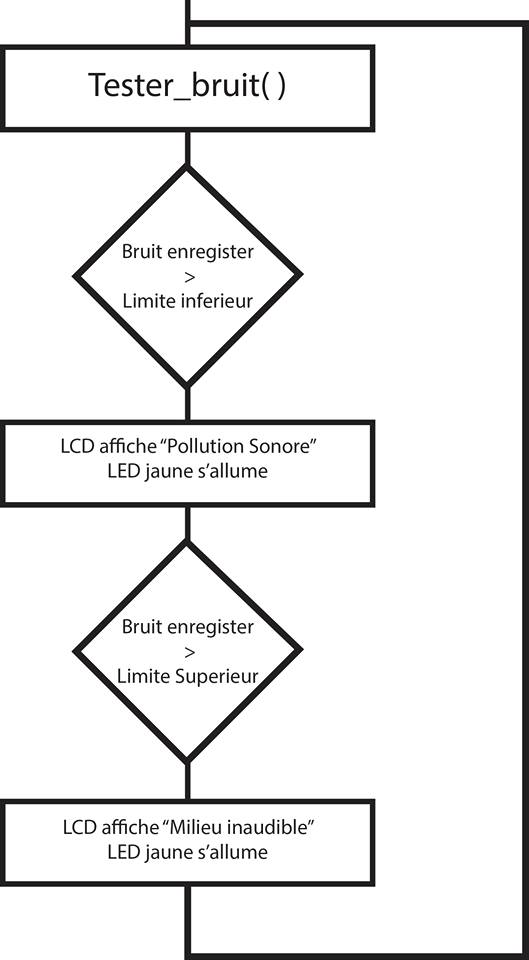 Tester_bruit( )
Bruit enregister
>
Limite inferieur
LCD affiche “Pollution Sonore”
LED jaune s’allume
Bruit enregister
>
Limite Superieur
LCD affiche “Milieu inaudible”
LED jaune s’allume